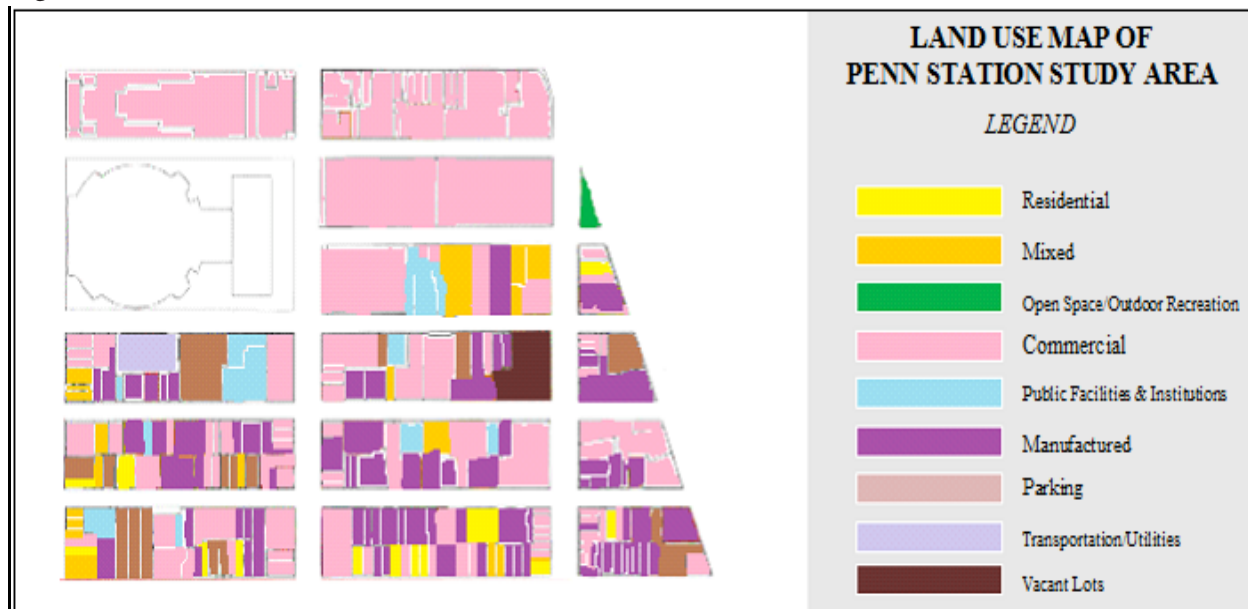 LAND USE MAP OF
PENN STATION STUDY AREA
LEGEND
Residential
Mixed
Open Space/Outdoor Recreation
Commercial
Public Facilities & Institutions
Manufactured
Parking
Transportation/Utilities
Vacant Lots